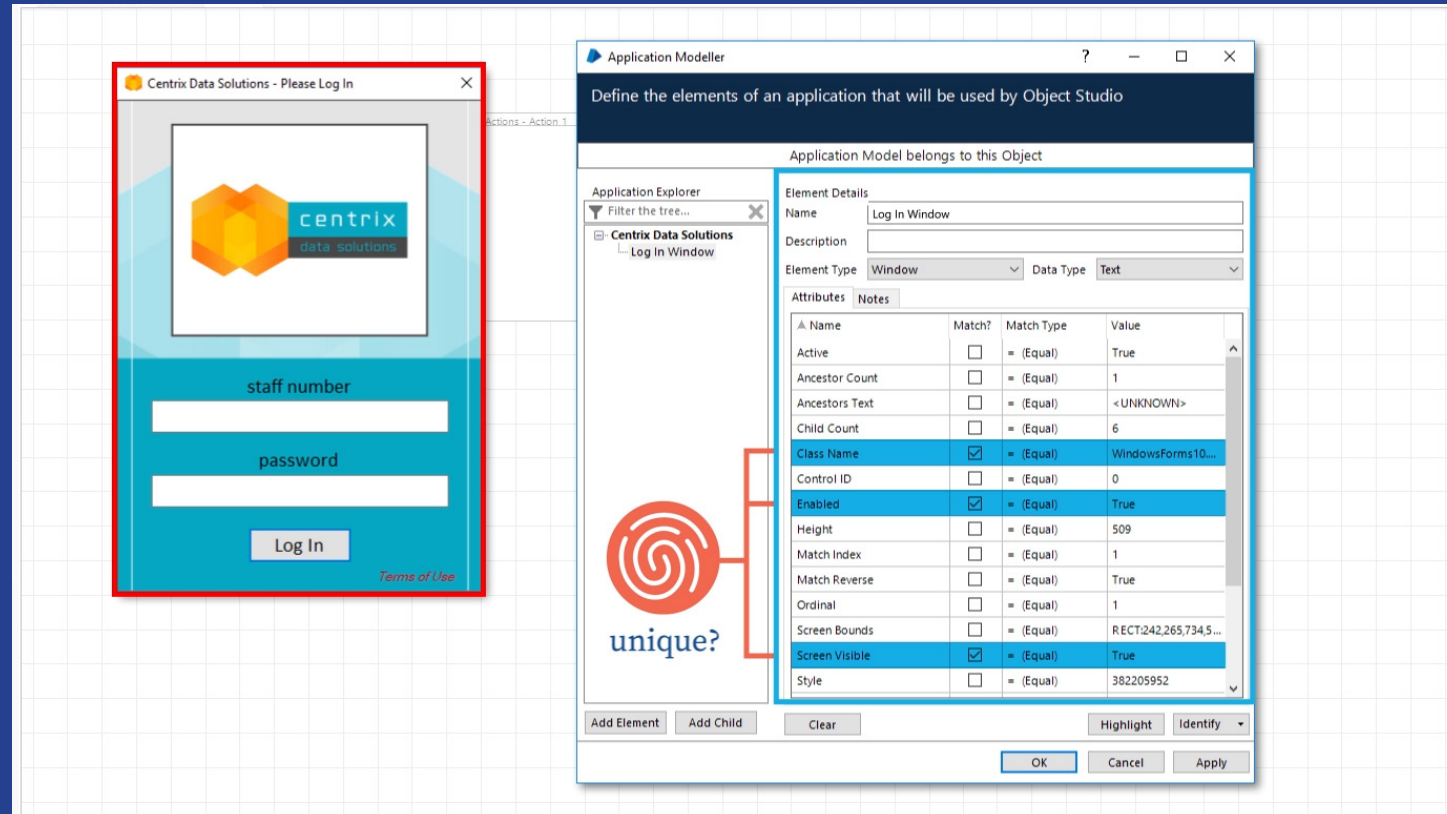 Centrix Data Solutions - Please Log In
centrix
data solutions
staff number
password
Log In
Terms of Use
Actions - Action 1
Application Modeller
?
Define the elements of an application that will be used by Object Studio
Application Model belongs to this Object
Application Explorer
Filter the tree...
Centrix Data Solutions
Log In Window
unique?
Add Element Add Child
Element Details
Name Log In Window
Description
Element Type Window Data Type Text
Attributes Notes
Name Match? Match Type Value
Active = (Equal) True
Ancestor Count = (Equal) 1
Ancestors Text = (Equal) <UNKNOWN>
Child Count = (Equal) 6
Class Name = (Equal) WindowsForms10....
Control ID = (Equal) 0
Enabled = (Equal) True
Height = (Equal) 509
Match Index = (Equal) 1
Match Reverse = (Equal) True
Ordinal = (Equal) 1
Screen Bounds = (Equal) RECT:242,265,734,5...
Screen Visible = (Equal) True
Style = (Equal) 382205952
Clear Highlight Identify
OK Cancel Apply